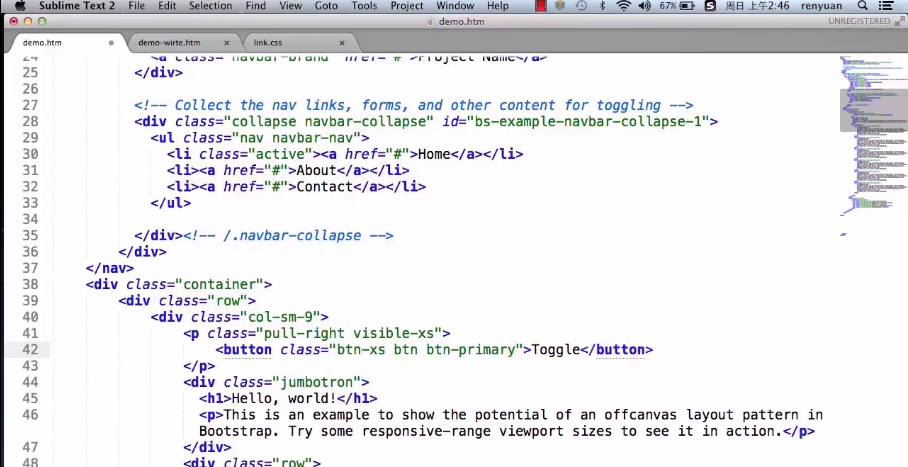 Sublime Text 2 File Edit Selection Find View Goto Tools Project Window Help 67% 周日 上午2:46 renyuan
demo.htm UNREGISTERED
demo.htm demo-wirte.htm × link.css ×
24 <a class="navbar-brand" href="#">Project Name</a>
25 </div>
26
27 <!-- Collect the nav links, forms, and other content for toggling -->
28 <div class="collapse navbar-collapse" id="bs-example-navbar-collapse-1">
29 <ul class="nav navbar-nav">
30 <li class="active"><a href="#">Home</a></li>
31 <li><a href="#">About</a></li>
32 <li><a href="#">Contact</a></li>
33 </ul>
34
35 </div><!-- /.navbar-collapse -->
36 </div>
37 </nav>
38 <div class="container">
39 <div class="row">
40 <div class="col-sm-9">
41 <p class="pull-right visible-xs">
42 <button class="btn-xs btn btn-primary">Toggle</button>
43 </p>
44 <div class="jumbotron">
45 <h1>Hello, world!</h1>
46 <p>This is an example to show the potential of an offcanvas layout pattern in
Bootstrap. Try some responsive-range viewport sizes to see it in action.</p>
47 </div>
48 <div class="row">